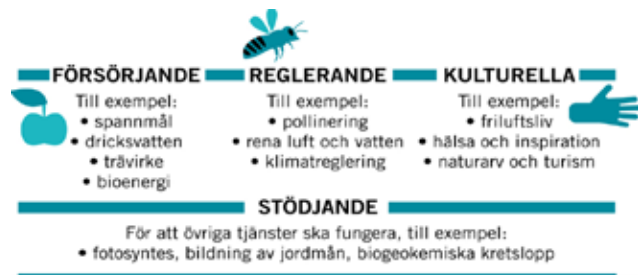 FÖRSÖRJANDE
Till exempel:
• spannmål
• dricksvatten
• trävirke
• bioenergi
REGLERANDE
Till exempel:
• pollinering
• rena luft och vatten
• klimatreglering
KULTURELLA
Till exempel:
• friluftsliv
• hälsa och inspiration
• naturarv och turism
STÖDJANDE
För att övriga tjänster ska fungera, till exempel:
• fotosyntes, bildning av jordmån, biogeokemiska kretslopp